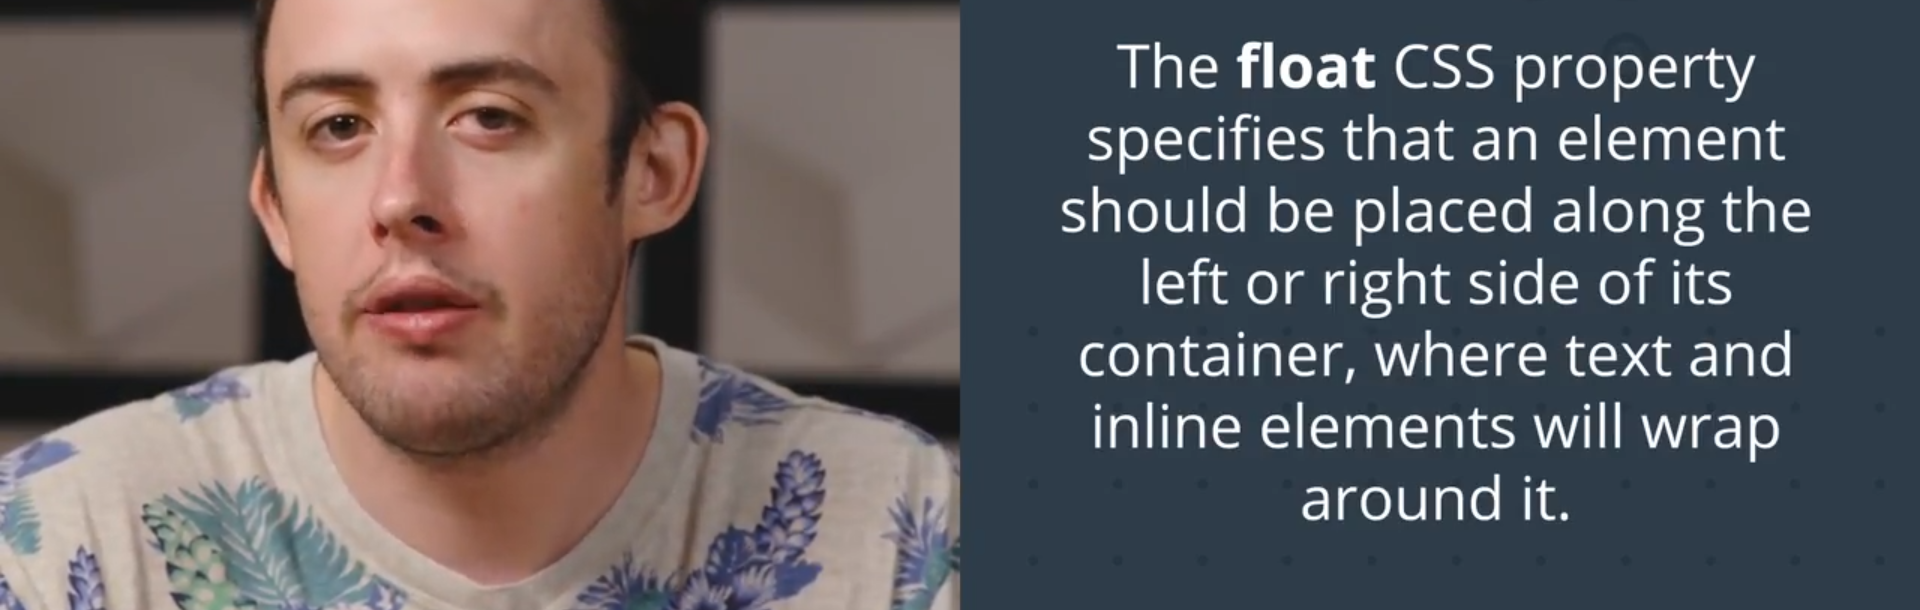 The float CSS property
specifies that an element
should be placed along the
left or right side of its
container, where text and
inline elements will wrap
around it.